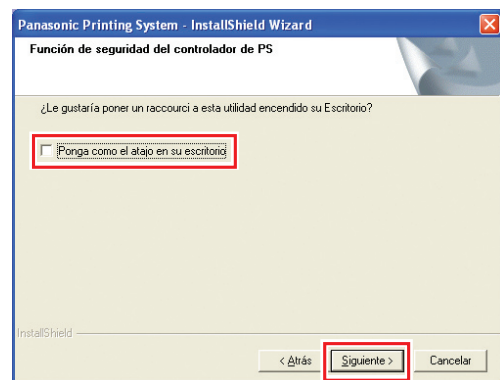 Panasonic Printing System - InstallShield Wizard
Función de seguridad del controlador de PS
¿Le gustaría poner un raccourci a esta utilidad encendido su Escritorio?
Ponga como el atajo en su escritorio
InstallShield
< Atrás Siguiente > Cancelar